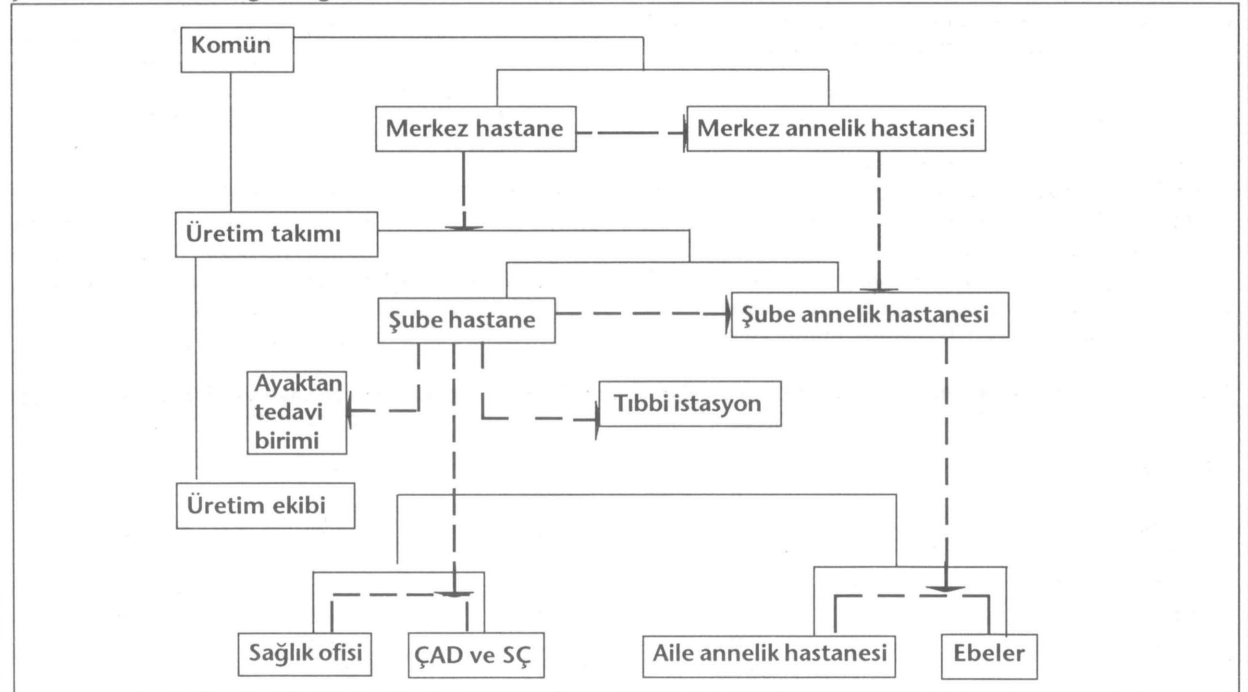 Komün
Merkez hastane
Merkez annelik hastanesi
Üretim takımı
Şube hastane
Şube annelik hastanesi
Ayaktan
tedavi
birimi
Tıbbi istasyon
Üretim ekibi
Sağlık ofisi
ÇAD ve SÇ
Aile annelik hastanesi
Ebeler